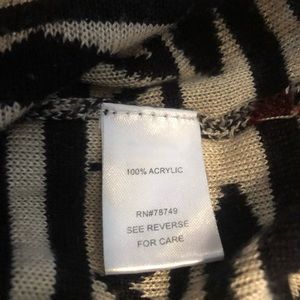 100% ACRYLIC
RN#78749
SEE REVERSE
FOR CARE